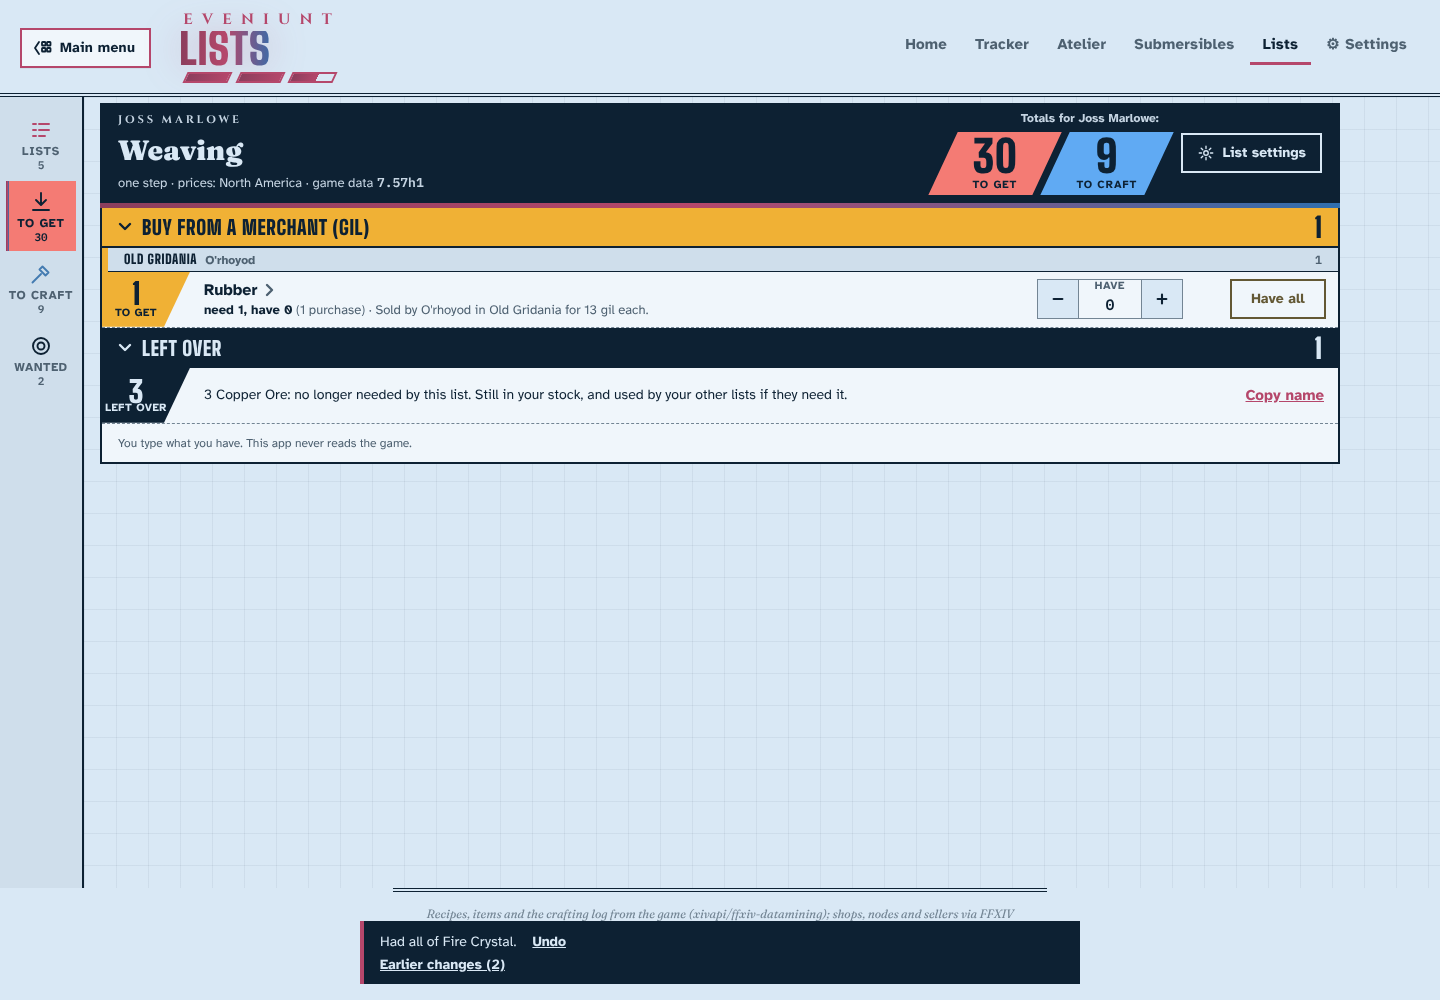 Main menu
EVENIUNT
LISTS
Home
Tracker
Atelier
Submersibles
Lists
⚙ Settings
LISTS
5
TO GET
30
TO CRAFT
9
WANTED
2
JOSS MARLOWE
Weaving
one step · prices: North America · game data 7.57h1
Totals for Joss Marlowe:
30
TO GET
9
TO CRAFT
List settings
BUY FROM A MERCHANT (GIL)
1
OLD GRIDANIA O'rhoyod
1
1
TO GET
Rubber
need 1, have 0 (1 purchase) · Sold by O'rhoyod in Old Gridania for 13 gil each.
−
HAVE
0
+
Have all
LEFT OVER
1
3
LEFT OVER
3 Copper Ore: no longer needed by this list. Still in your stock, and used by your other lists if they need it.
Copy name
You type what you have. This app never reads the game.
Recipes, items and the crafting log from the game (xivapi/ffxiv-datamining); shops, nodes and sellers via FFXIV
Had all of Fire Crystal. Undo
Earlier changes (2)